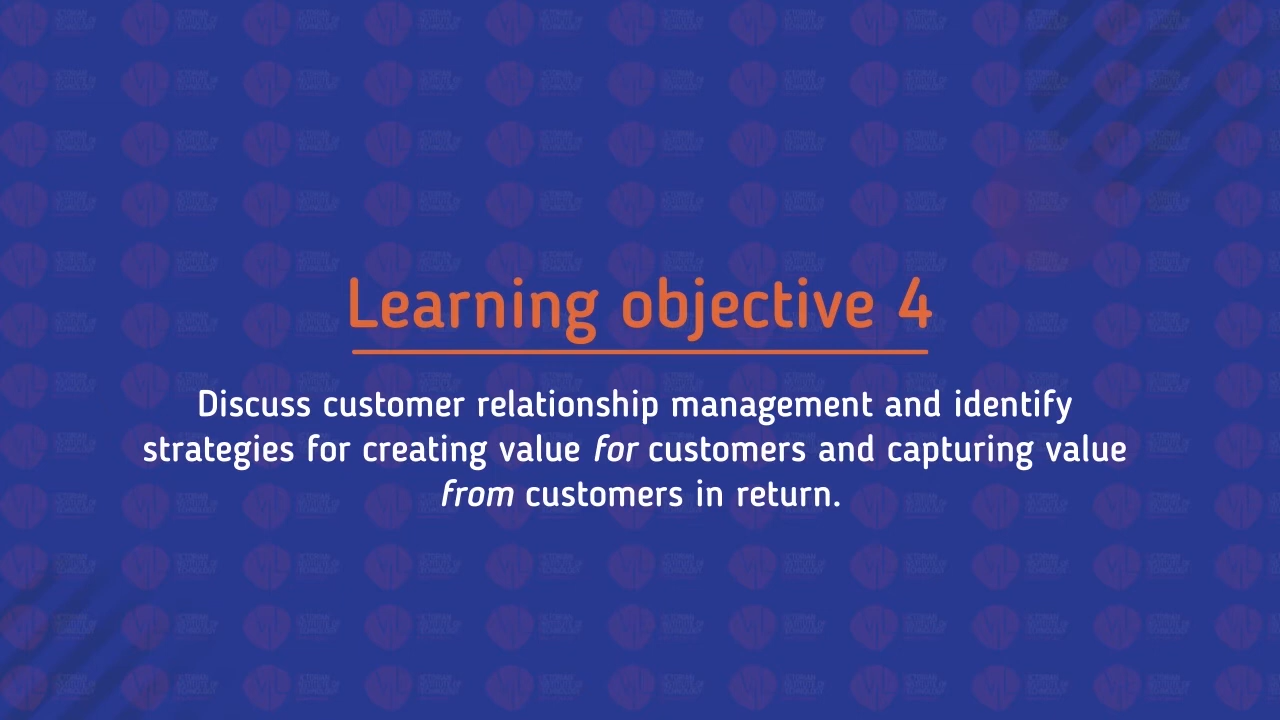 Learning objective 4
Discuss customer relationship management and identify
strategies for creating value for customers and capturing value
from customers in return.